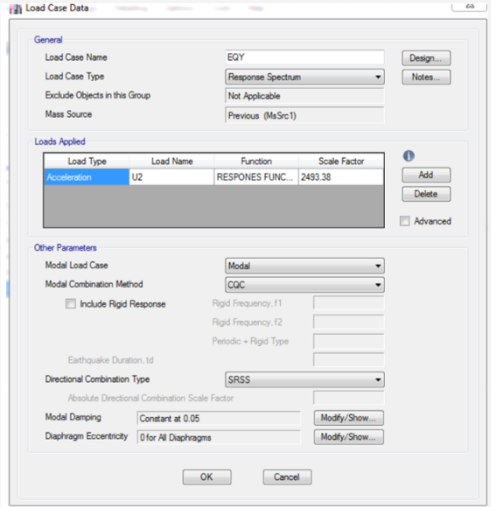 Load Case Data
General
Load Case Name EQY Design...
Load Case Type Response Spectrum Notes...
Exclude Objects in this Group Not Applicable
Mass Source Previous (MsSrc1)
Loads Applied
Load Type Load Name Function Scale Factor
Acceleration U2 RESPONES FUNC... 2493.38
Add
Delete
Advanced
Other Parameters
Modal Load Case Modal
Modal Combination Method CQC
Include Rigid Response Rigid Frequency, f1
Rigid Frequency, f2
Periodic + Rigid Type
Earthquake Duration, td
Directional Combination Type SRSS
Absolute Directional Combination Scale Factor
Modal Damping Constant at 0.05 Modify/Show...
Diaphragm Eccentricity 0 for All Diaphragms Modify/Show...
OK Cancel